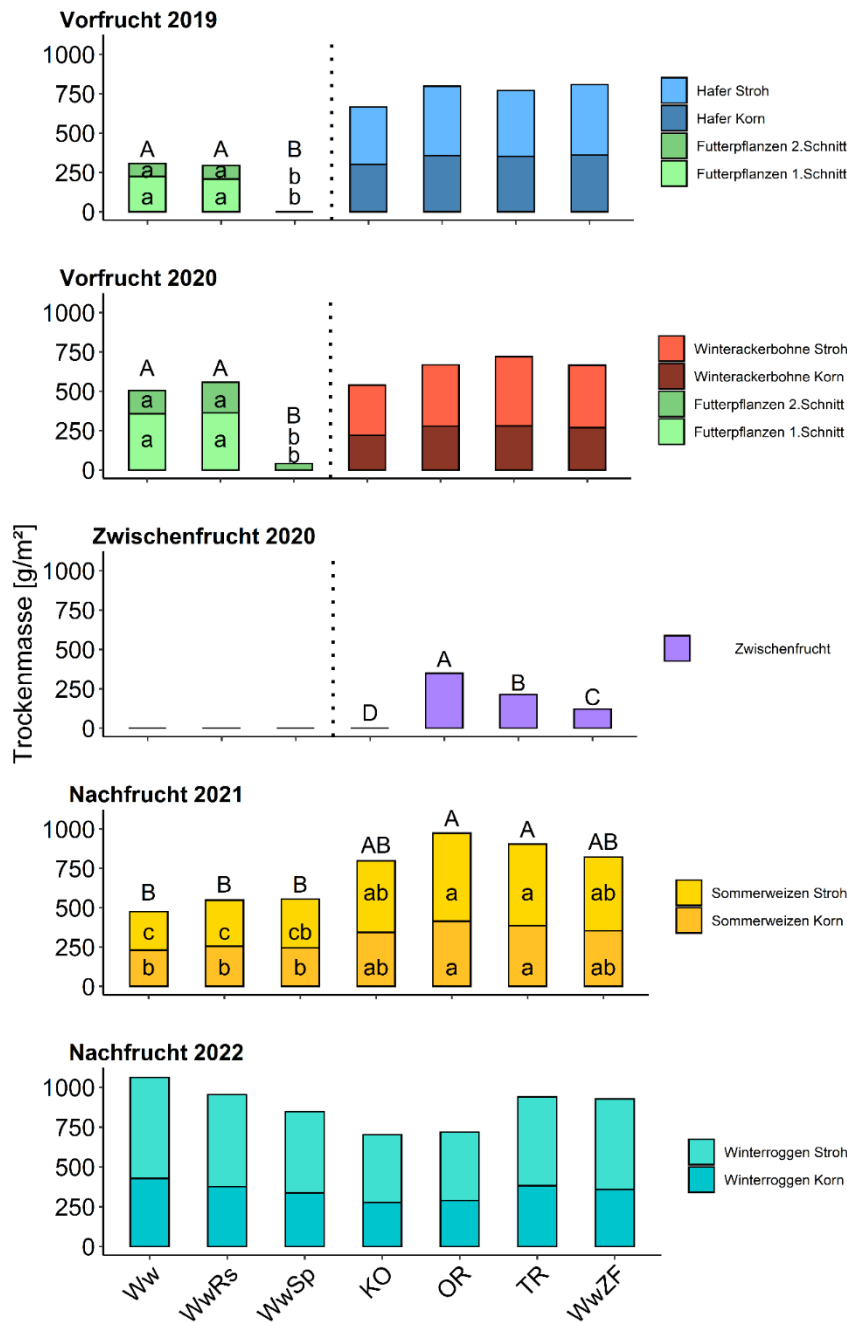 Vorfrucht 2019
1000
750
500
250
0
A A B
a a b
a a b
Hafer Stroh
Hafer Korn
Futterpflanzen 2.Schnitt
Futterpflanzen 1.Schnitt
Vorfrucht 2020
1000
750
500
250
0
A A B
a a b
a a b
Winterackerbohne Stroh
Winterackerbohne Korn
Futterpflanzen 2.Schnitt
Futterpflanzen 1.Schnitt
Trockenmasse [g/m²]
Zwischenfrucht 2020
1000
750
500
250
0
D A B C
Zwischenfrucht
Nachfrucht 2021
1000
750
500
250
0
B B B AB A A AB
c c cb ab a a ab
b b b ab a a ab
Sommerweizen Stroh
Sommerweizen Korn
Nachfrucht 2022
1000
750
500
250
0
Winterroggen Stroh
Winterroggen Korn
Ww WwRs WwSp KO OR TR WwZF